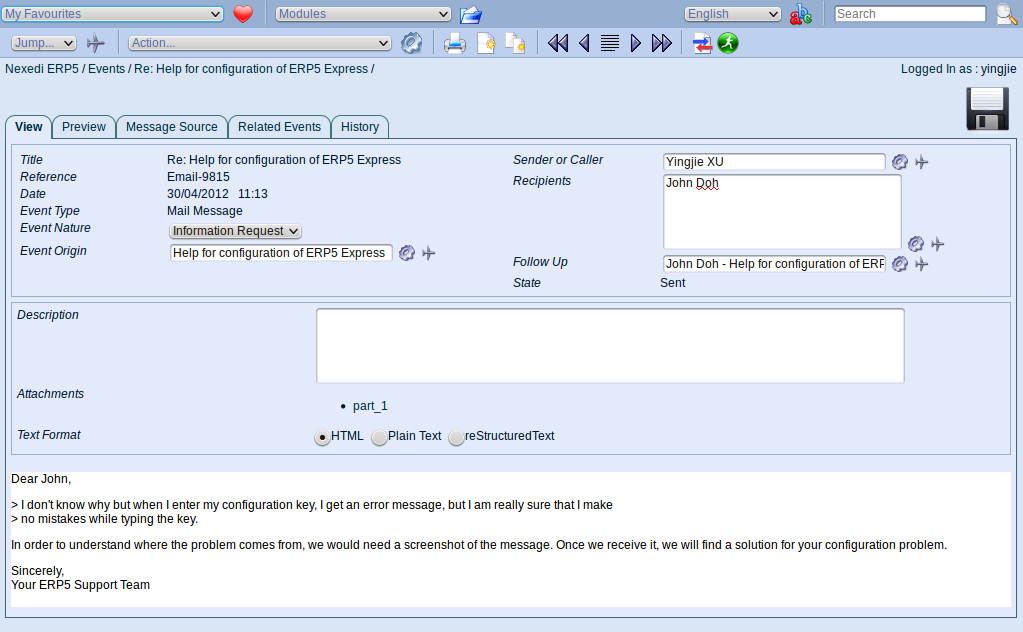 My Favourites
Modules
English
Search
Jump...
Action...
Nexedi ERP5 / Events / Re: Help for configuration of ERP5 Express /
Logged In as : yingjie
View
Preview
Message Source
Related Events
History
Title
Re: Help for configuration of ERP5 Express
Reference
Email-9815
Date
30/04/2012 11:13
Event Type
Mail Message
Event Nature
Information Request
Event Origin
Help for configuration of ERP5 Express
Sender or Caller
Yingjie XU
Recipients
John Doh
Follow Up
John Doh - Help for configuration of ERP
State
Sent
Description
Attachments
• part_1
Text Format
HTML
Plain Text
reStructuredText
Dear John,
> I don't know why but when I enter my configuration key, I get an error message, but I am really sure that I make
> no mistakes while typing the key.
In order to understand where the problem comes from, we would need a screenshot of the message. Once we receive it, we will find a solution for your configuration problem.
Sincerely,
Your ERP5 Support Team